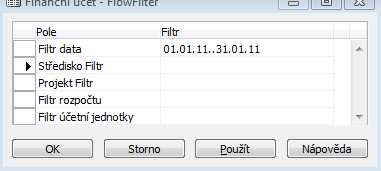 Finanční účet - FlowFilter
Pole Filtr
Filtr data 01.01.11..31.01.11
Středisko Filtr
Projekt Filtr
Filtr rozpočtu
Filtr účetní jednotky
OK Storno Použít Nápověda